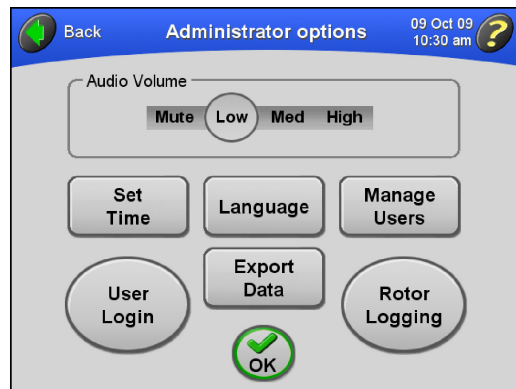 Back
Administrator options
09 Oct 09
10:30 am
?
Audio Volume
Mute Low Med High
Set
Time
Language
Manage
Users
User
Login
Export
Data
Rotor
Logging
OK